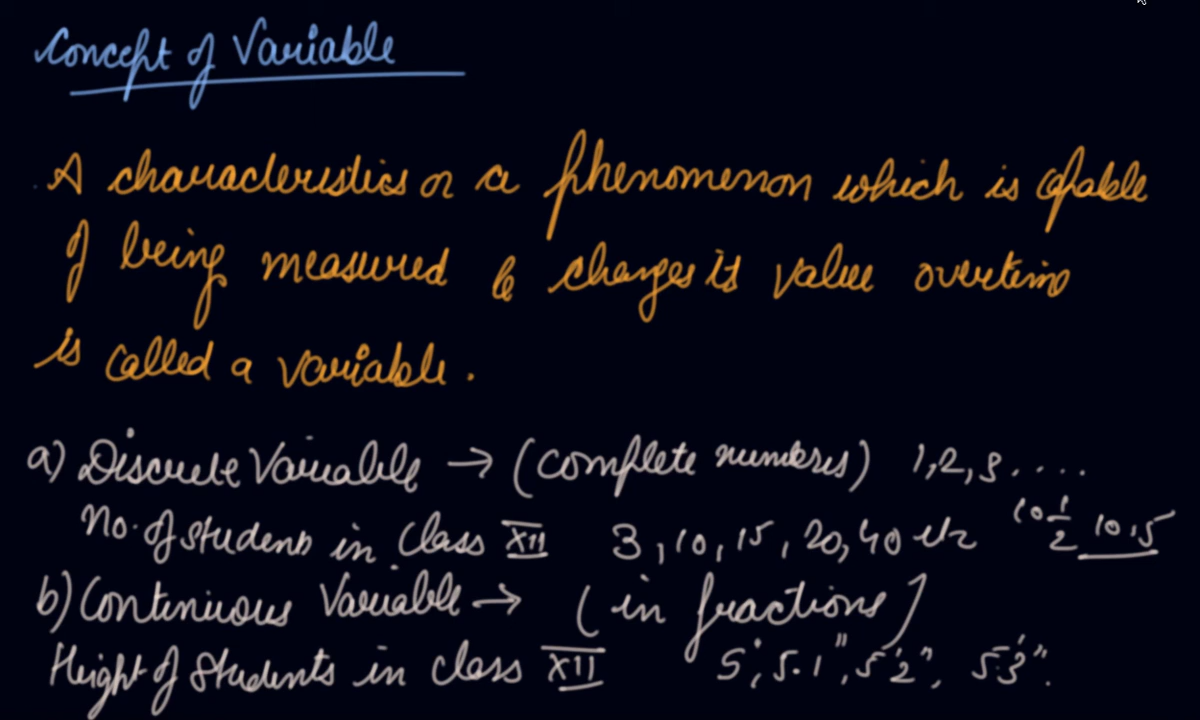 Concept of Variable
A characteristics or a phenomenon which is capable
of being measured & changes its value overtime
is called a variable.
a) Discrete Variable → (complete numbers) 1, 2, 3 ....
No. of students in class XII 3, 10, 15, 20, 40 etc 10 1/2 10.5
b) Continuous Variable → (in fractions)
Height of students in class XII 5', 5.1", 5'2", 5.3".